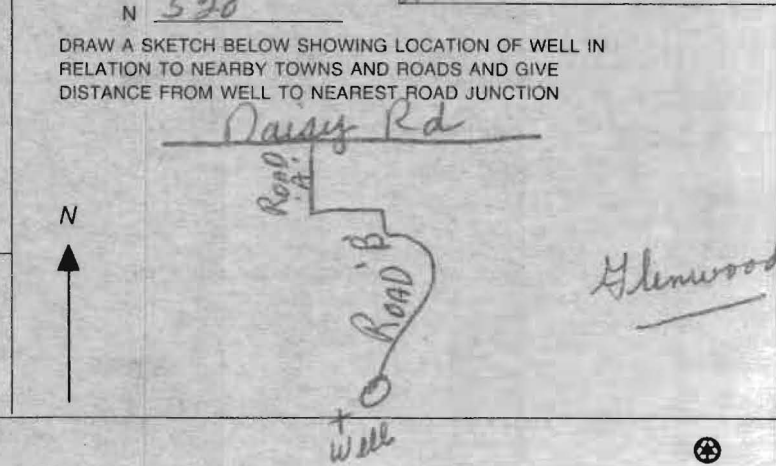 N 520
DRAW A SKETCH BELOW SHOWING LOCATION OF WELL IN
RELATION TO NEARBY TOWNS AND ROADS AND GIVE
DISTANCE FROM WELL TO NEAREST ROAD JUNCTION
Daisy Rd
ROAD 'A'
N
ROAD 'B'
Glenwood
+
Well